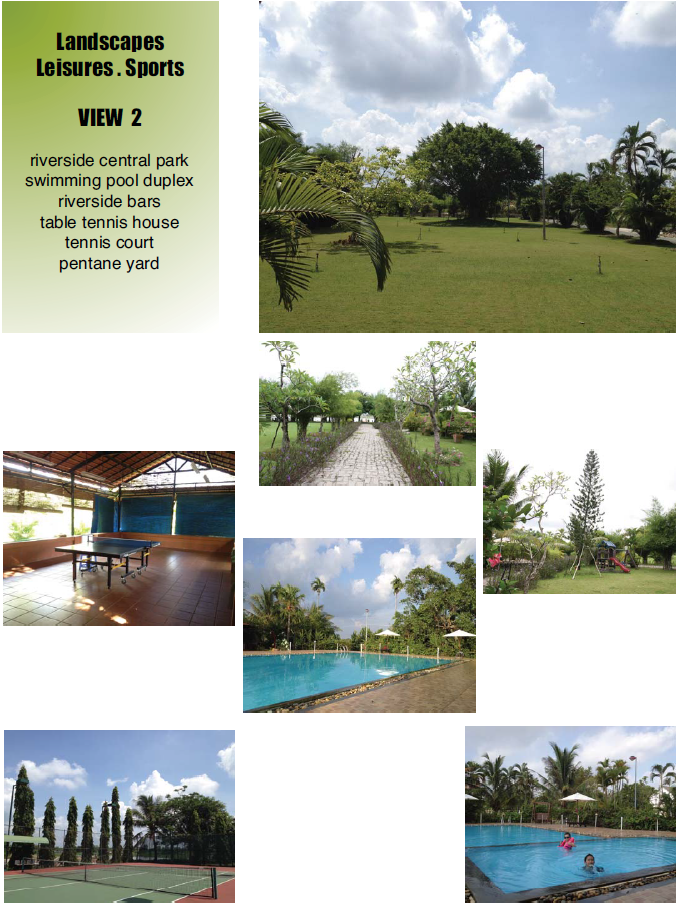 Landscapes
Leisures . Sports
VIEW 2
riverside central park
swimming pool duplex
riverside bars
table tennis house
tennis court
pentane yard